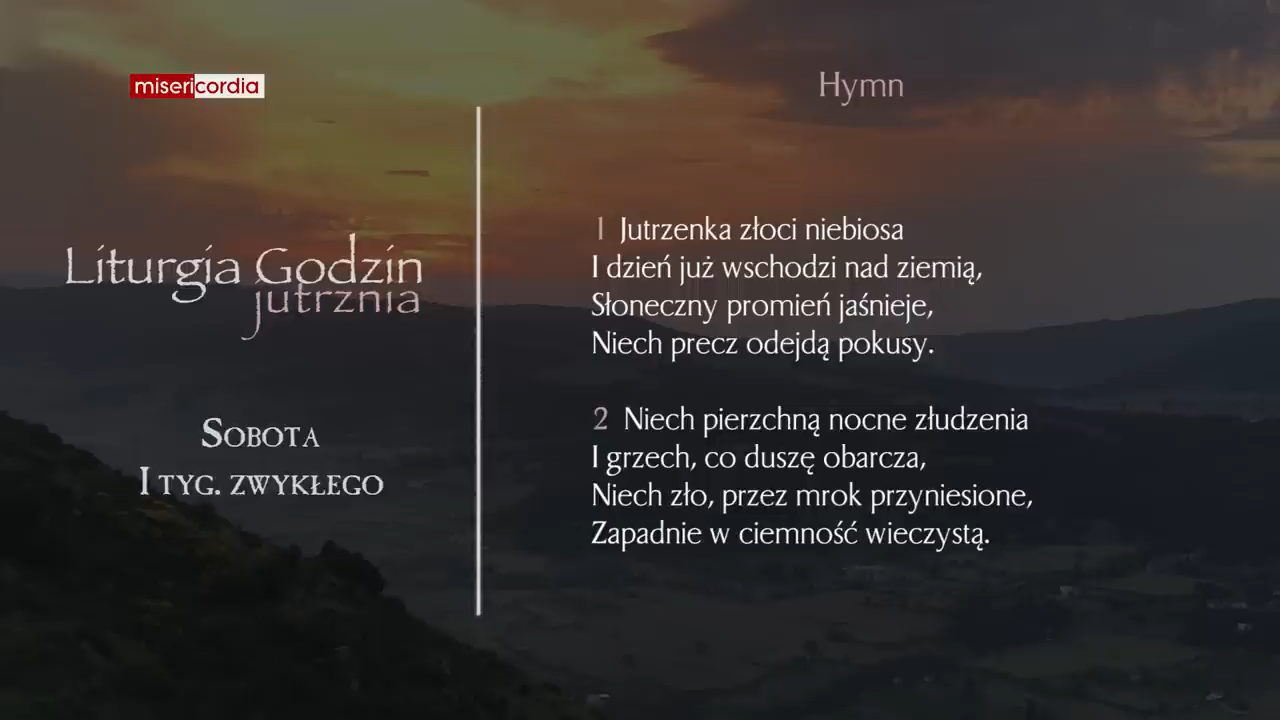 misericordia
Hymn
Liturgia Godzin
jutrznia
Sobota
I tyg. zwykłego
1 Jutrzenka złoci niebiosa
I dzień już wschodzi nad ziemią,
Słoneczny promień jaśnieje,
Niech precz odejdą pokusy.
2 Niech pierzchną nocne złudzenia
I grzech, co duszę obarcza,
Niech zło, przez mrok przyniesione,
Zapadnie w ciemność wieczystą.